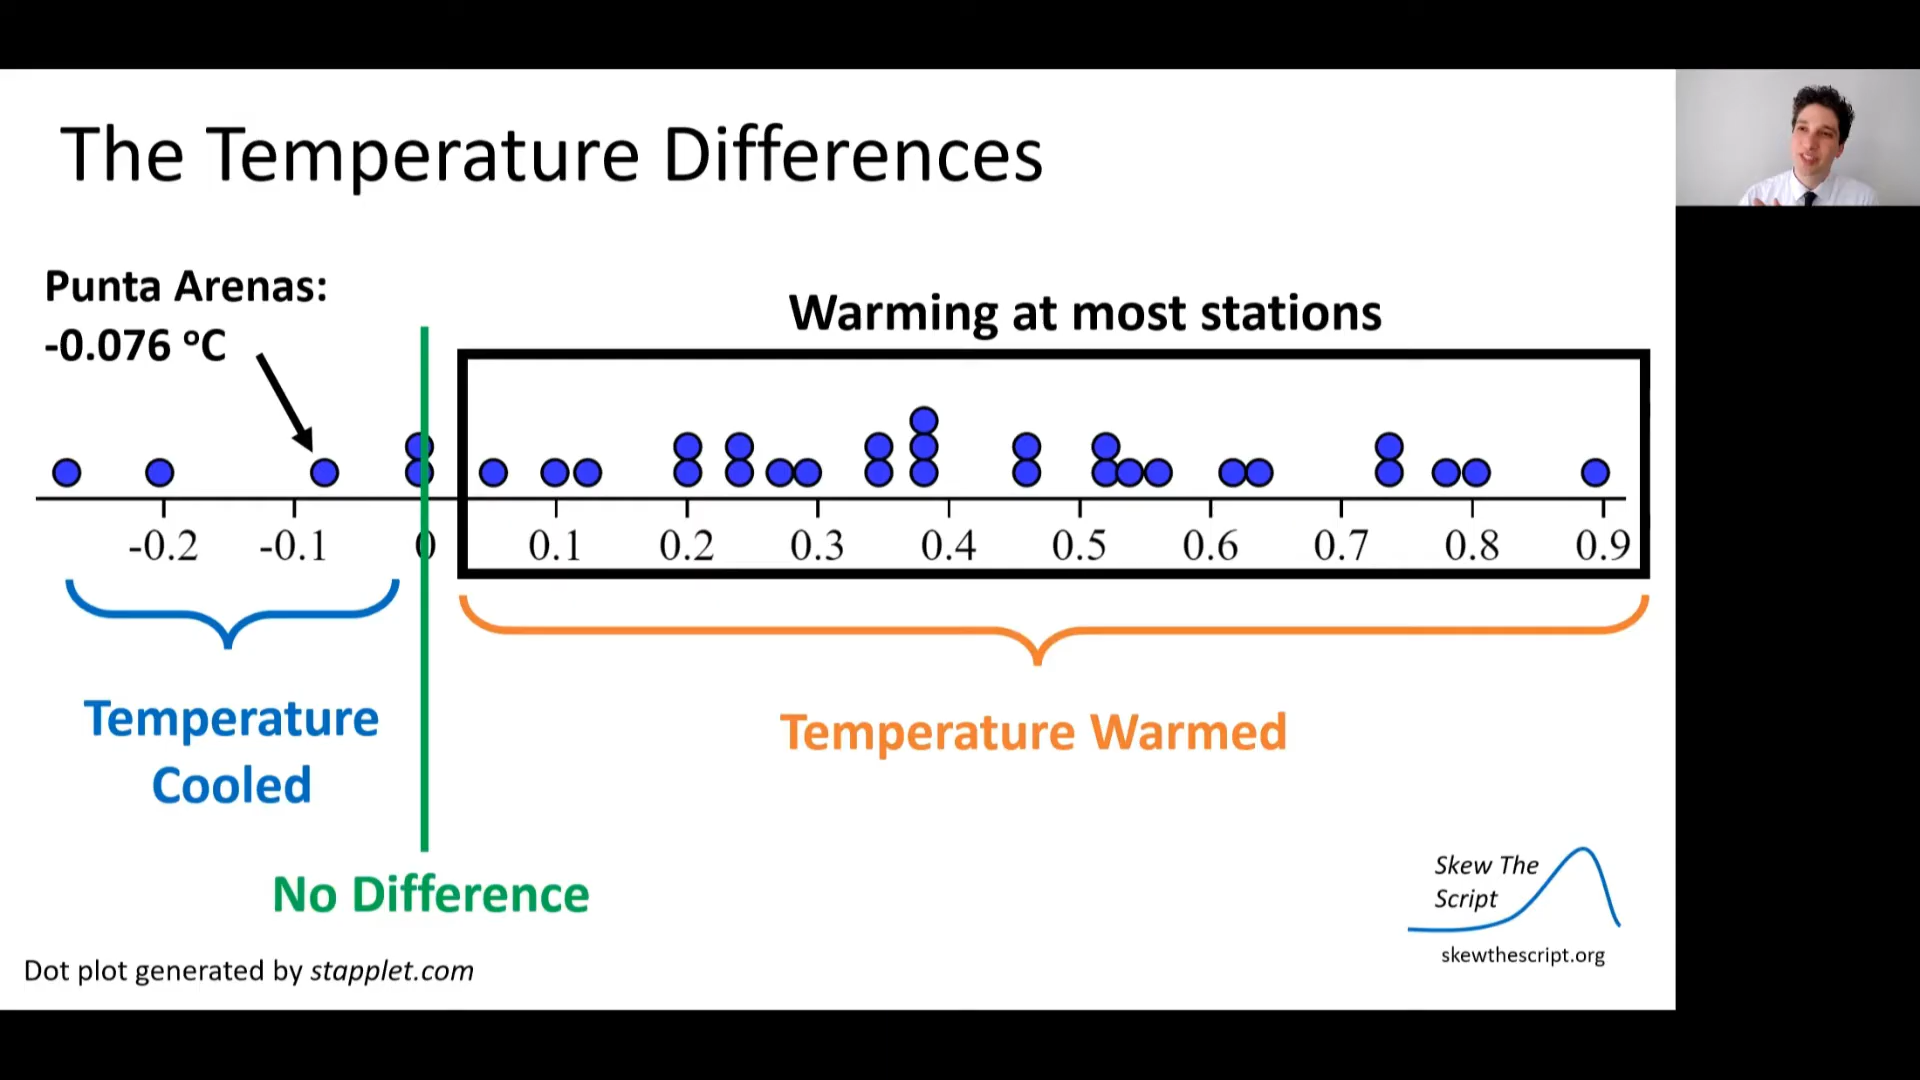 The Temperature Differences
Punta Arenas:
-0.076 °C
Warming at most stations
-0.2 -0.1 0 0.1 0.2 0.3 0.4 0.5 0.6 0.7 0.8 0.9
Temperature
Cooled
Temperature Warmed
No Difference
Skew The
Script
skewthescript.org
Dot plot generated by stapplet.com